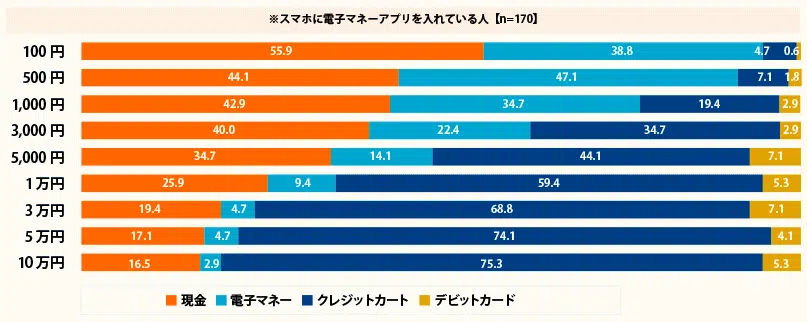 ※スマホに電子マネーアプリを入れている人【n=170】
100円 55.9 38.8 4.7 0.6
500円 44.1 47.1 7.1 1.8
1,000円 42.9 34.7 19.4 2.9
3,000円 40.0 22.4 34.7 2.9
5,000円 34.7 14.1 44.1 7.1
1万円 25.9 9.4 59.4 5.3
3万円 19.4 4.7 68.8 7.1
5万円 17.1 4.7 74.1 4.1
10万円 16.5 2.9 75.3 5.3
現金 電子マネー クレジットカート デビットカード